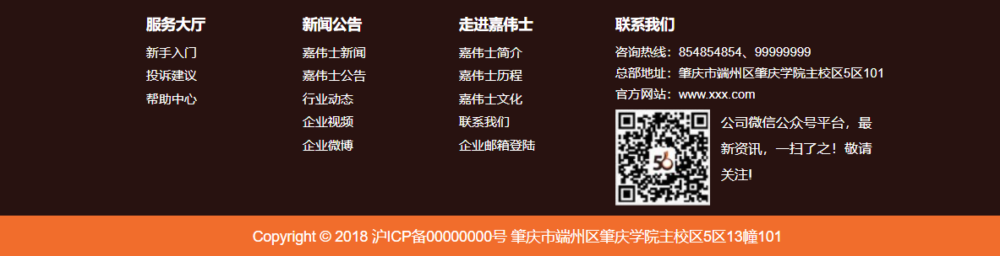 服务大厅
新手入门
投诉建议
帮助中心
新闻公告
嘉伟士新闻
嘉伟士公告
行业动态
企业视频
企业微博
走进嘉伟士
嘉伟士简介
嘉伟士历程
嘉伟士文化
联系我们
企业邮箱登陆
联系我们
咨询热线：854854854、99999999
总部地址：肇庆市端州区肇庆学院主校区5区101
官方网站：www.xxx.com
56
公司微信公众号平台，最
新资讯，一扫了之！敬请
关注!
Copyright © 2018 沪ICP备00000000号 肇庆市端州区肇庆学院主校区5区13幢101